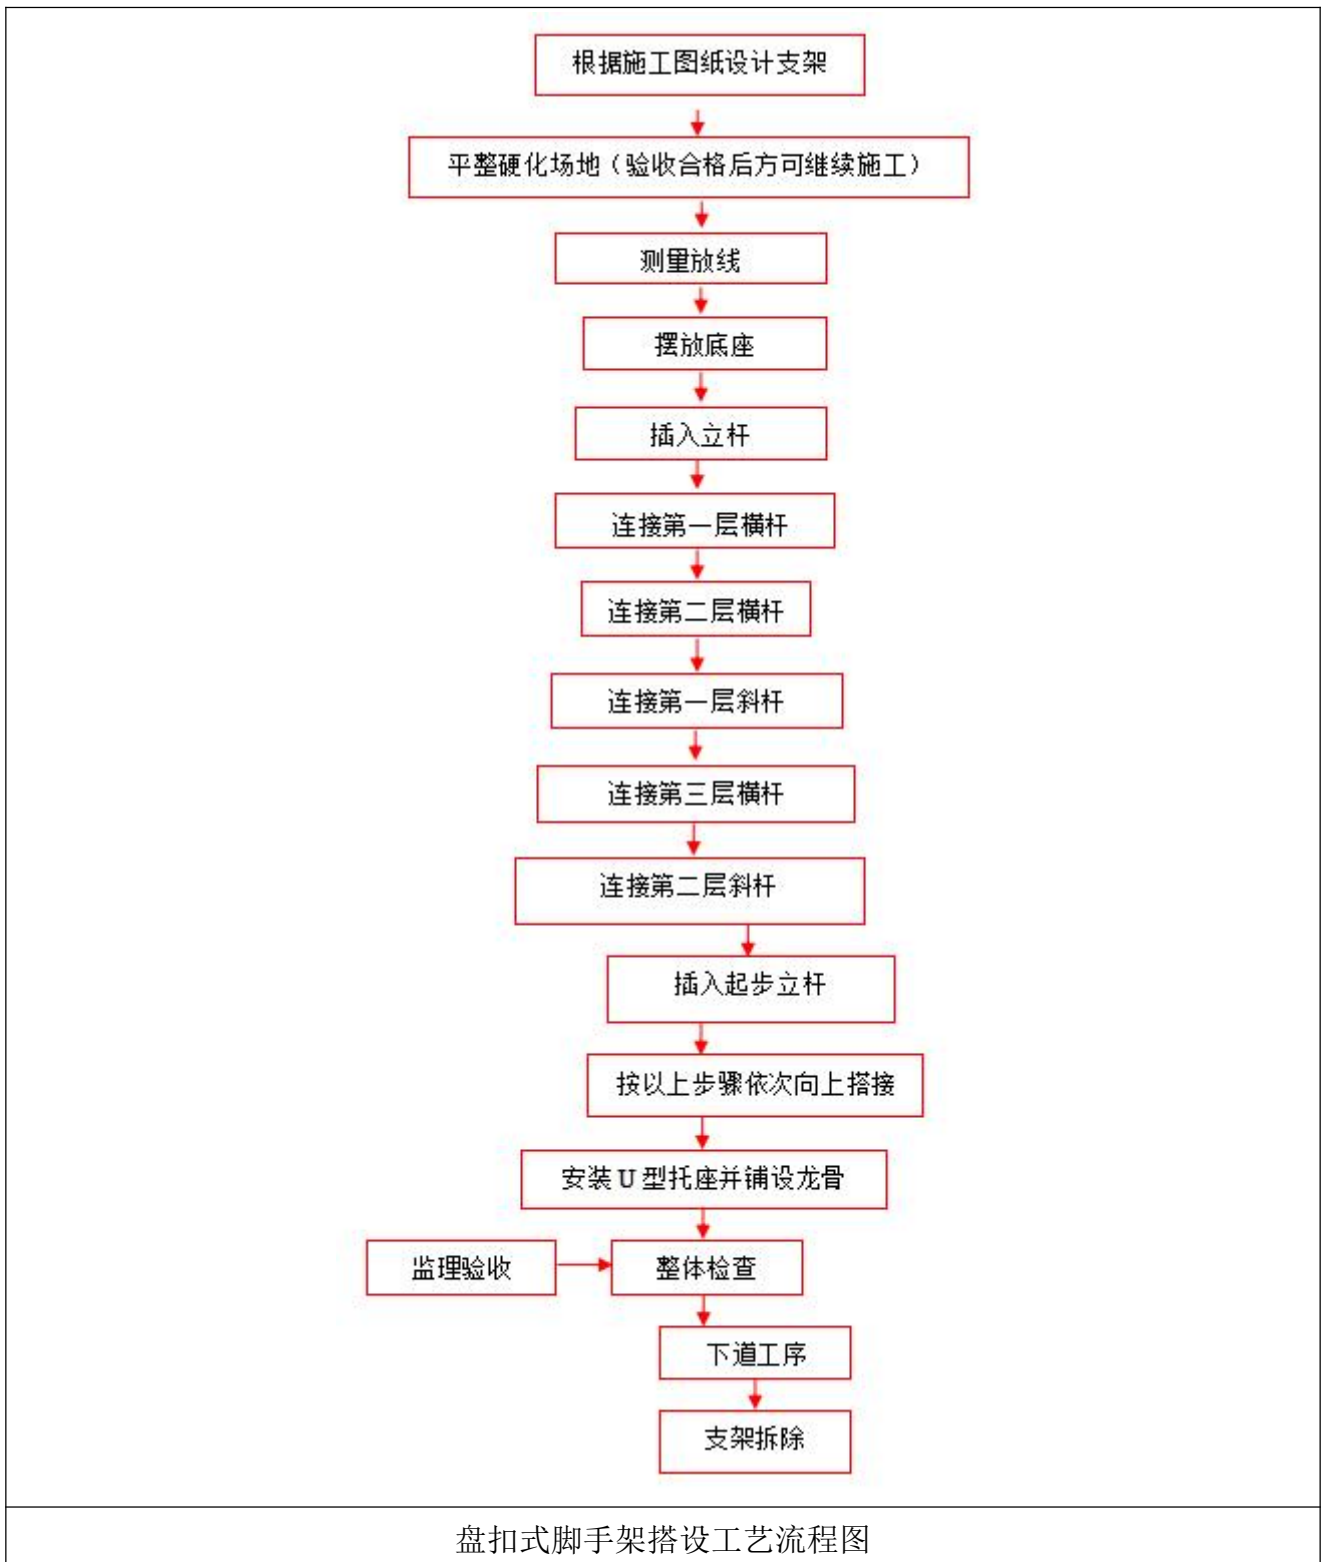 根据施工图纸设计支架
平整硬化场地（验收合格后方可继续施工）
测量放线
摆放底座
插入立杆
连接第一层横杆
连接第二层横杆
连接第一层斜杆
连接第三层横杆
连接第二层斜杆
插入起步立杆
按以上步骤依次向上搭接
安装U型托座并铺设龙骨
监理验收
整体检查
下道工序
支架拆除
盘扣式脚手架搭设工艺流程图